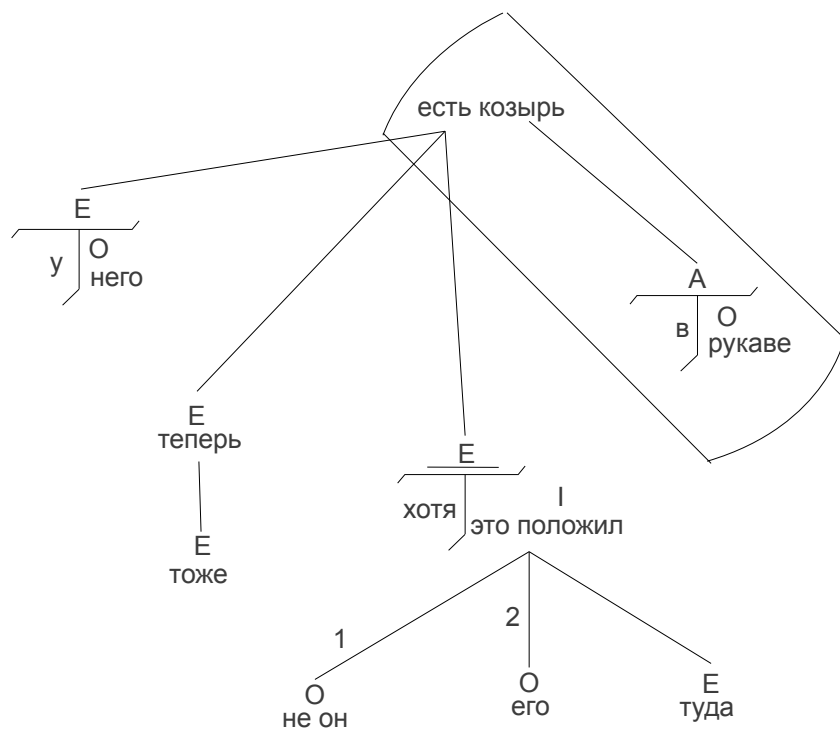 есть козырь
Е
у О
него
А
в О
рукаве
Е
теперь
Е
хотя I
это положил
Е
тоже
1 2
О О Е
не он его туда